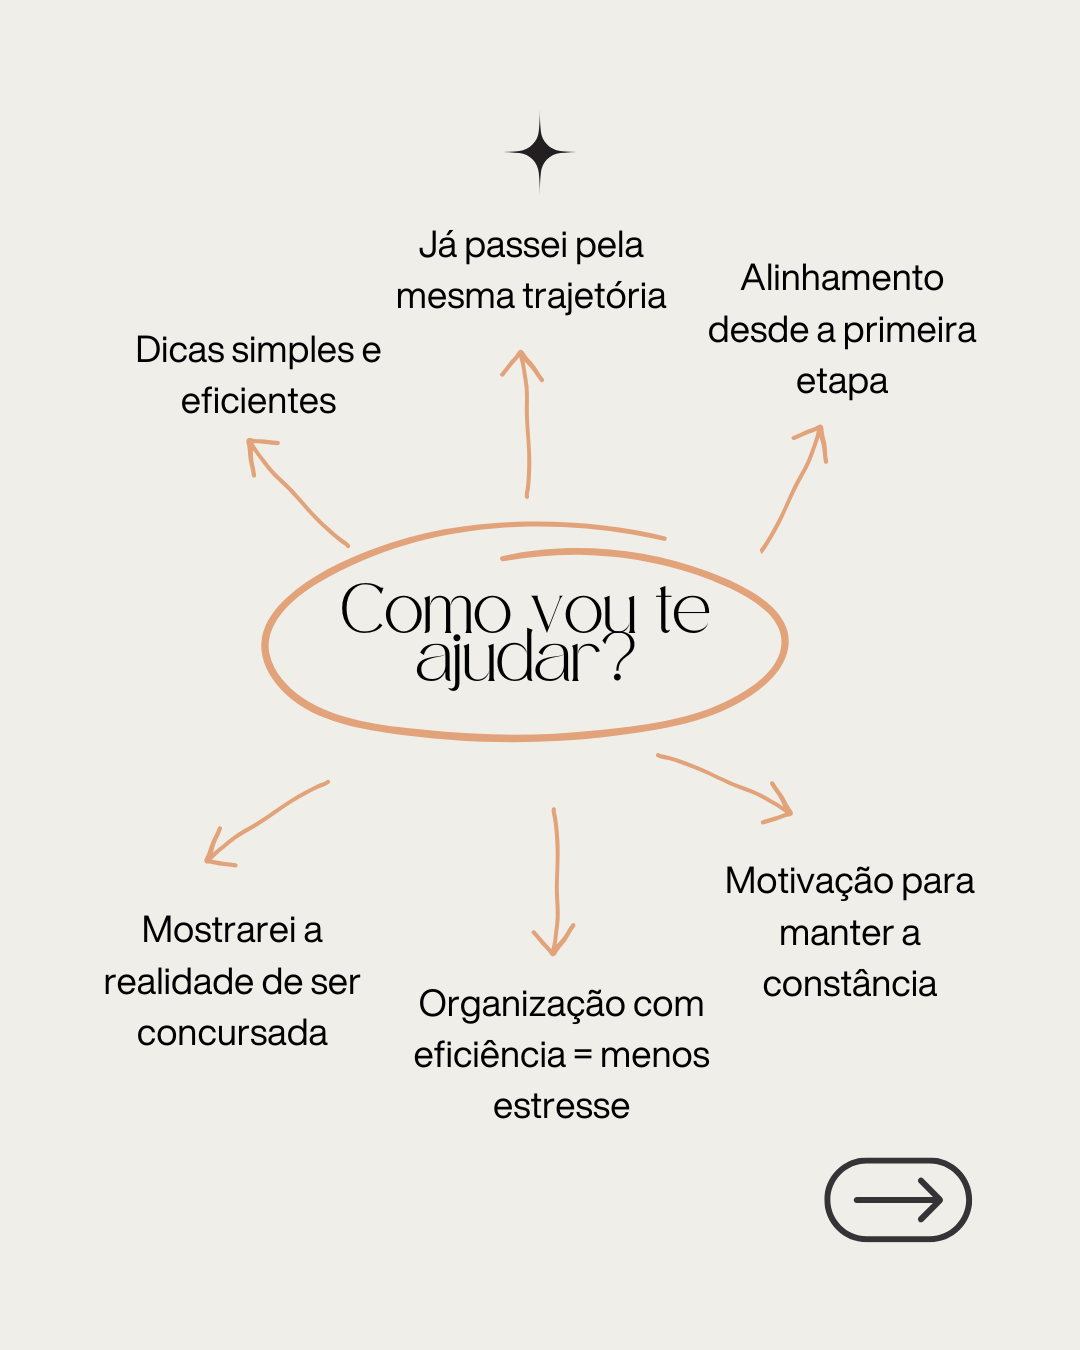 Já passei pela
mesma trajetória
Alinhamento
desde a primeira
etapa
Dicas simples e
eficientes
Como vou te
ajudar?
Motivação para
manter a
constância
Mostrarei a
realidade de ser
concursada
Organização com
eficiência = menos
estresse